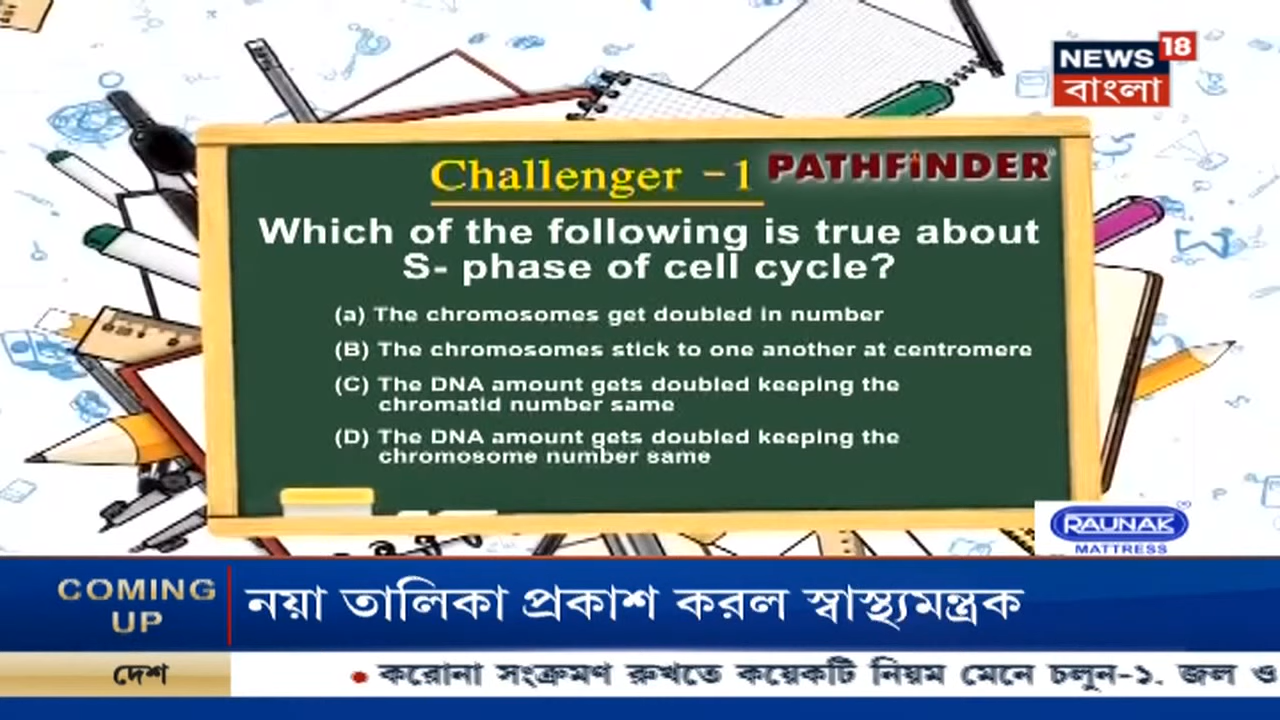 NEWS 18
বাংলা
Challenger -1
PATHFiNDER
Which of the following is true about
S- phase of cell cycle?
(a) The chromosomes get doubled in number
(B) The chromosomes stick to one another at centromere
(C) The DNA amount gets doubled keeping the
chromatid number same
(D) The DNA amount gets doubled keeping the
chromosome number same
RAUNAK
MATTRESS
COMING
UP
নয়া তালিকা প্রকাশ করল স্বাস্থ্যমন্ত্রক
দেশ
• করোনা সংক্রমণ রুখতে কয়েকটি নিয়ম মেনে চলুন-১. জল ও